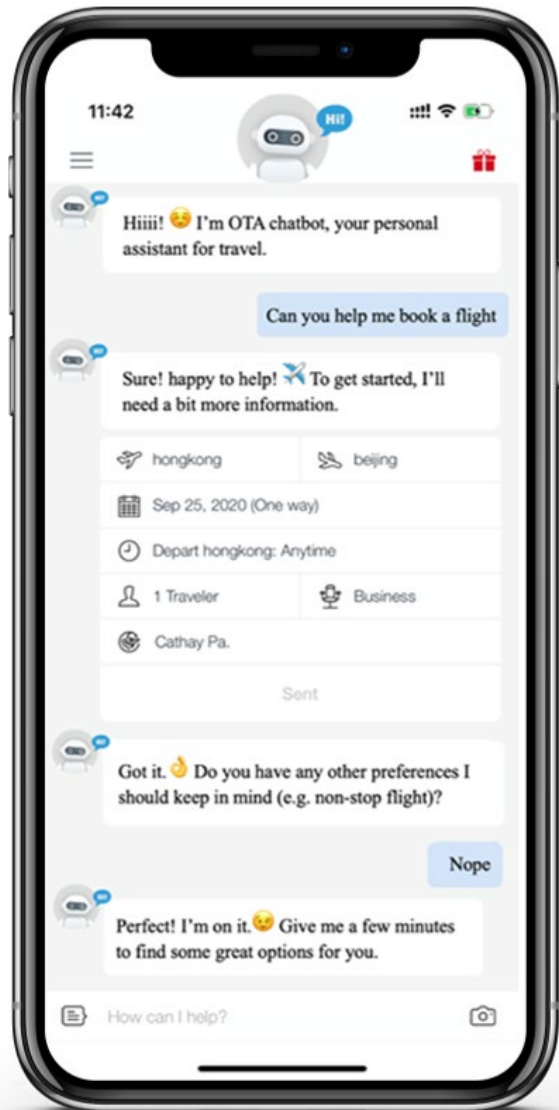 11:42
Hi!
Hiiii! ☺️ I’m OTA chatbot, your personal
assistant for travel.
Can you help me book a flight
Sure! happy to help! ✈️ To get started, I’ll
need a bit more information.
hongkong
beijing
Sep 25, 2020 (One way)
Depart hongkong: Anytime
1 Traveler
Business
Cathay Pa.
Sent
Got it. 👌 Do you have any other preferences I
should keep in mind (e.g. non-stop flight)?
Nope
Perfect! I’m on it.😉 Give me a few minutes
to find some great options for you.
How can I help?